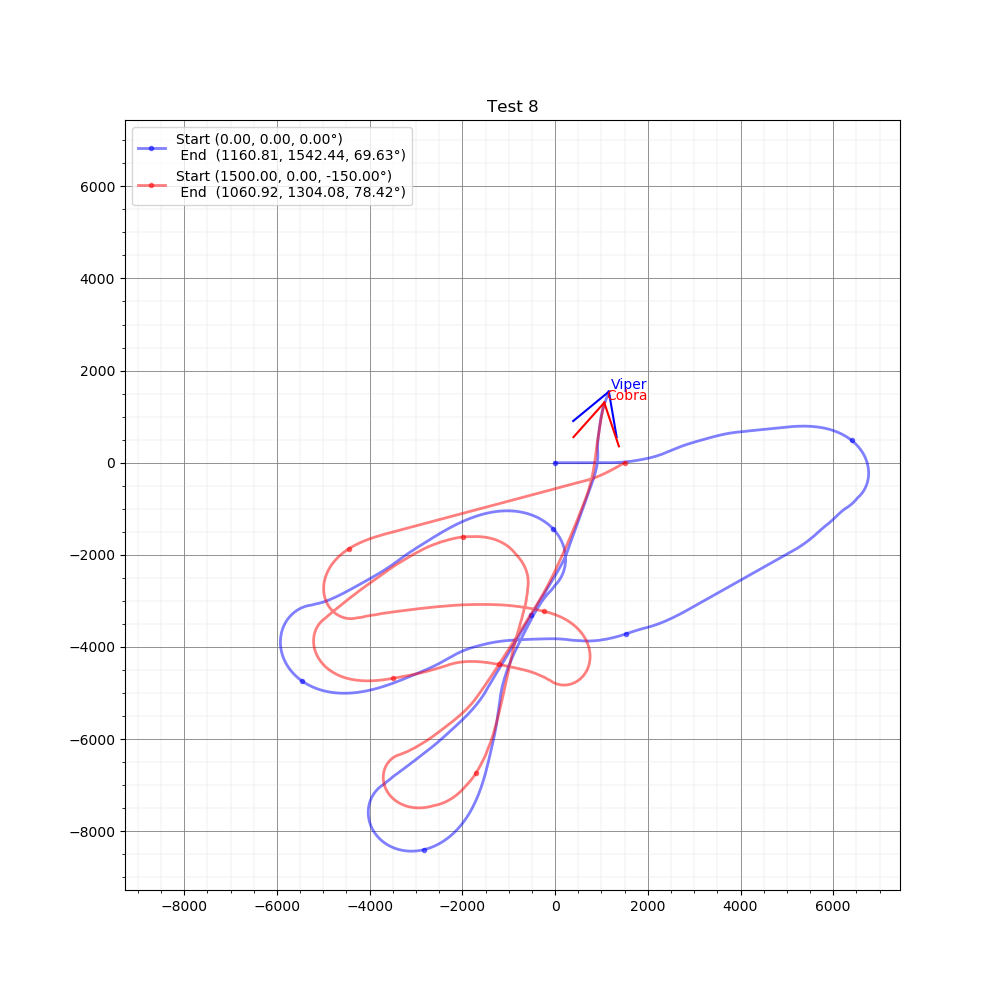 Test 8
Start (0.00, 0.00, 0.00°)
End (1160.81, 1542.44, 69.63°)
Start (1500.00, 0.00, -150.00°)
End (1060.92, 1304.08, 78.42°)
6000
4000
2000
0
−2000
−4000
−6000
−8000
Viper
Cobra
−8000 −6000 −4000 −2000 0 2000 4000 6000